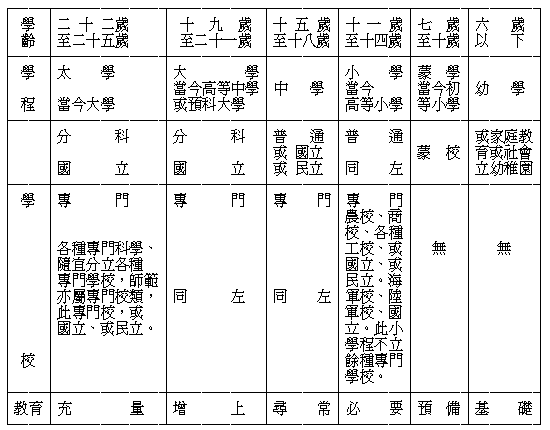 學齡 二十二歲至二十五歲 十九歲至二十一歲 十五歲至十八歲 十一歲至十四歲 七歲至十歲 六歲以下
學程 太學 當今大學 大學 當今高等中學或預科大學 中學 小學 當今高等小學 蒙學 當今初等小學 幼學
學校 分科 國立 分科 國立 普通 或國立 或民立 普通 同左 蒙校 或家庭教育或社會立幼稚園
專門 各種專門科學、隨宜分立各種專門學校，師範亦屬專門校類，此專門校，或國立、或民立。 專門 同左 專門 同左 專門 農校、商校、各種工校、或國立、或民立。海軍校、陸軍校、國立。此小學程不立餘種專門學校。 無 無
教育 充量 增上 尋常 必要 預備 基礎